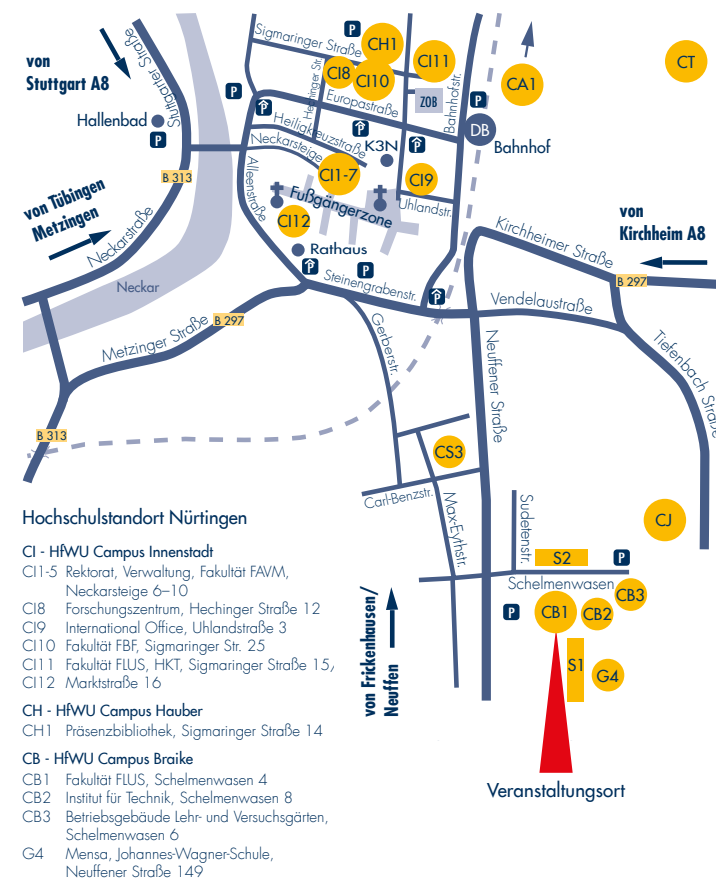 von
Stuttgart A8
Stuttgarter Straße
Hallenbad
P
B 313
von Tübingen
Metzingen
Neckarstraße
Neckar
Metzinger Straße
B 297
B 313
Sigmaringer Straße
P
CH1
CI8
CI10
CI11
Hechinger Str.
Europastraße
ZOB
Bahnhofstr.
P
CA1
CT
DB
Bahnhof
P
P
P
P
Heiligkreuzstraße
K3N
Neckarsteige
CI1-7
CI9
Alleenstraße
Fußgängerzone
Uhlandstr.
CI12
Rathaus
P
P
P
Steinengrabenstr.
Kirchheimer Straße
von
Kirchheim A8
B 297
Vendelaustraße
Tiefenbach Straße
Neuffener Straße
Gerberstr.
CS3
Carl-Benzstr.
Max-Eythstr.
Sudetenstr.
CJ
S2
P
Schelmenwasen
CB3
P
CB1
CB2
S1
G4
von Frickenhausen/
Neuffen
Veranstaltungsort
Hochschulstandort Nürtingen
CI - HfWU Campus Innenstadt
CI1-5 Rektorat, Verwaltung, Fakultät FAVM,
Neckarsteige 6–10
CI8 Forschungszentrum, Hechinger Straße 12
CI9 International Office, Uhlandstraße 3
CI10 Fakultät FBF, Sigmaringer Str. 25
CI11 Fakultät FLUS, HKT, Sigmaringer Straße 15,
CI12 Marktstraße 16
CH - HfWU Campus Hauber
CH1 Präsenzbibliothek, Sigmaringer Straße 14
CB - HfWU Campus Braike
CB1 Fakultät FLUS, Schelmenwasen 4
CB2 Institut für Technik, Schelmenwasen 8
CB3 Betriebsgebäude Lehr- und Versuchsgärten,
Schelmenwasen 6
G4 Mensa, Johannes-Wagner-Schule,
Neuffener Straße 149